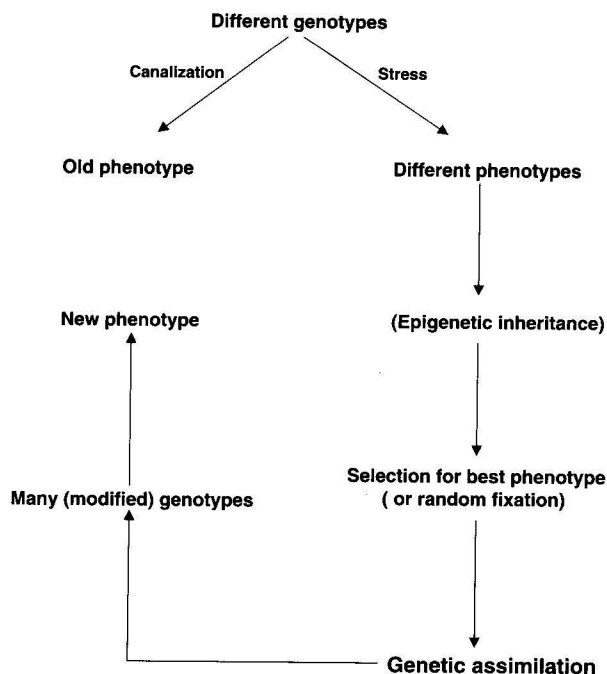 Different genotypes
Canalization
Stress
Old phenotype
Different phenotypes
New phenotype
(Epigenetic inheritance)
Selection for best phenotype
( or random fixation)
Many (modified) genotypes
Genetic assimilation